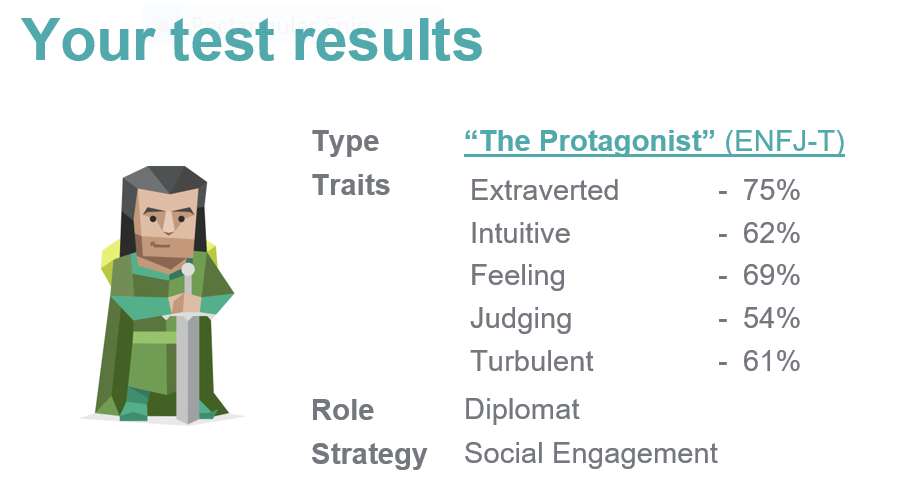 Your test results
Type “The Protagonist” (ENFJ-T)
Traits Extraverted - 75%
Intuitive - 62%
Feeling - 69%
Judging - 54%
Turbulent - 61%
Role Diplomat
Strategy Social Engagement